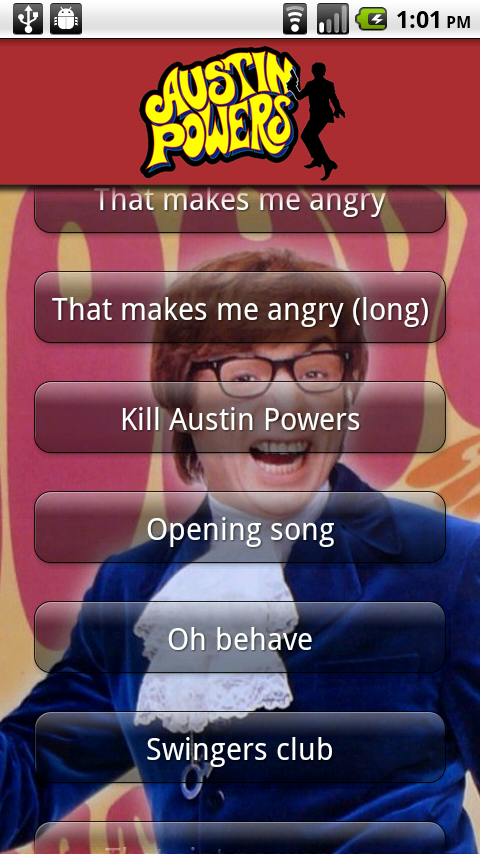 1:01 PM
AUSTIN
POWERS
That makes me angry
That makes me angry (long)
Kill Austin Powers
Opening song
Oh behave
Swingers club